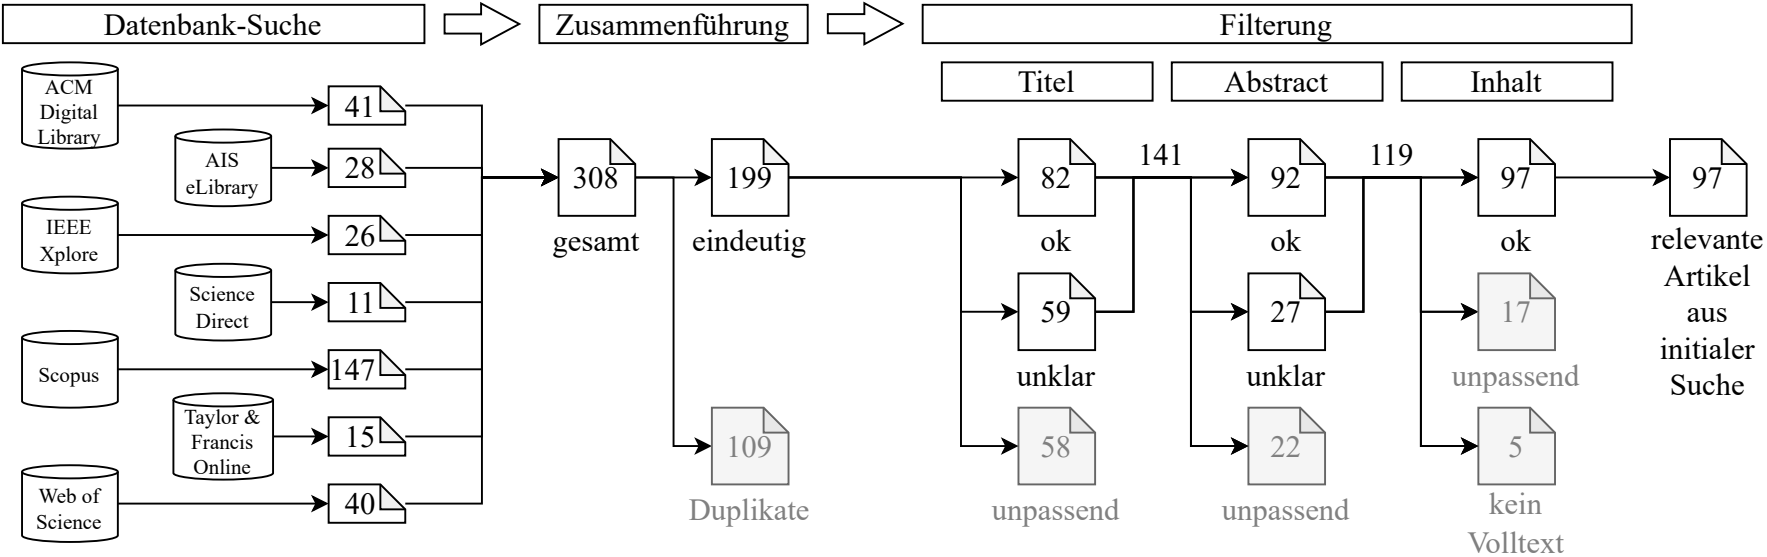 Datenbank-Suche
Zusammenführung
Filterung
Titel
Abstract
Inhalt
ACM
Digital
Library
41
AIS
eLibrary
28
IEEE
Xplore
26
Science
Direct
11
Scopus
147
Taylor &
Francis
Online
15
Web of
Science
40
308
gesamt
199
eindeutig
109
Duplikate
82
ok
59
unklar
58
unpassend
141
92
ok
27
unklar
22
unpassend
119
97
ok
17
unpassend
5
kein
Volltext
97
relevante
Artikel
aus
initialer
Suche